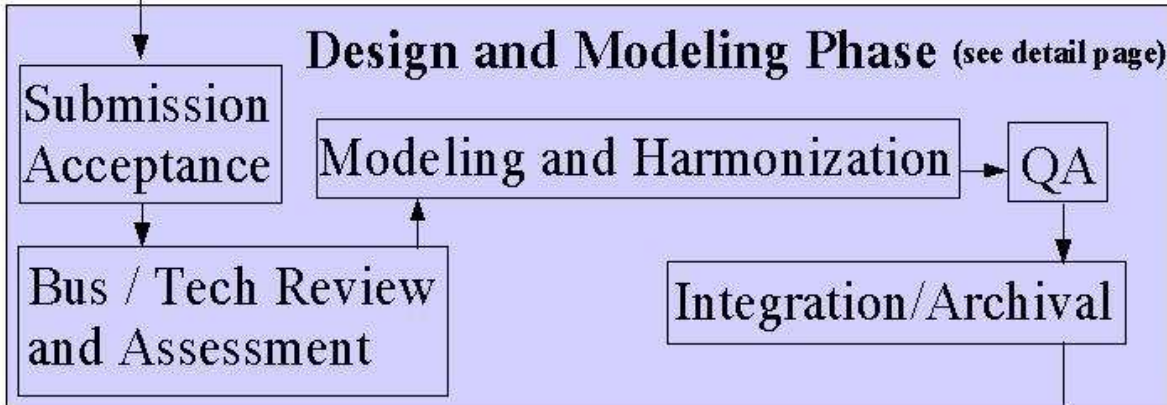 Design and Modeling Phase (see detail page)
Submission
Acceptance
Bus / Tech Review
and Assessment
Modeling and Harmonization
QA
Integration/Archival